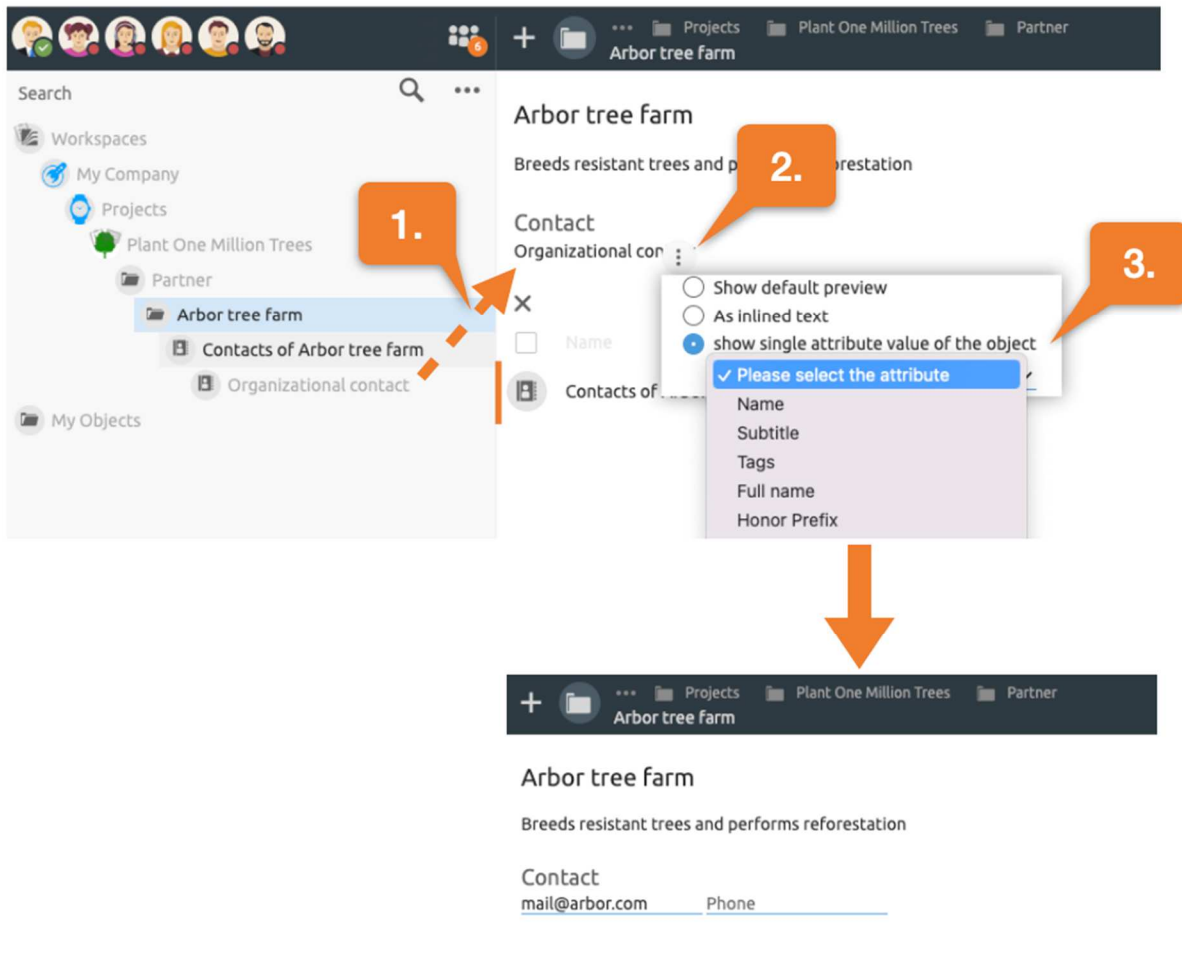 6
Projects Plant One Million Trees Partner
Arbor tree farm
Search
Workspaces
My Company
Projects
Plant One Million Trees
Partner
Arbor tree farm
Contacts of Arbor tree farm
Organizational contact
My Objects
1.
Arbor tree farm
Breeds resistant trees and p
restation
2.
Contact
Organizational con
3.
Show default preview
As inlined text
show single attribute value of the object
Name
Contacts of
✓ Please select the attribute
Name
Subtitle
Tags
Full name
Honor Prefix
Projects Plant One Million Trees Partner
Arbor tree farm
Arbor tree farm
Breeds resistant trees and performs reforestation
Contact
mail@arbor.com Phone